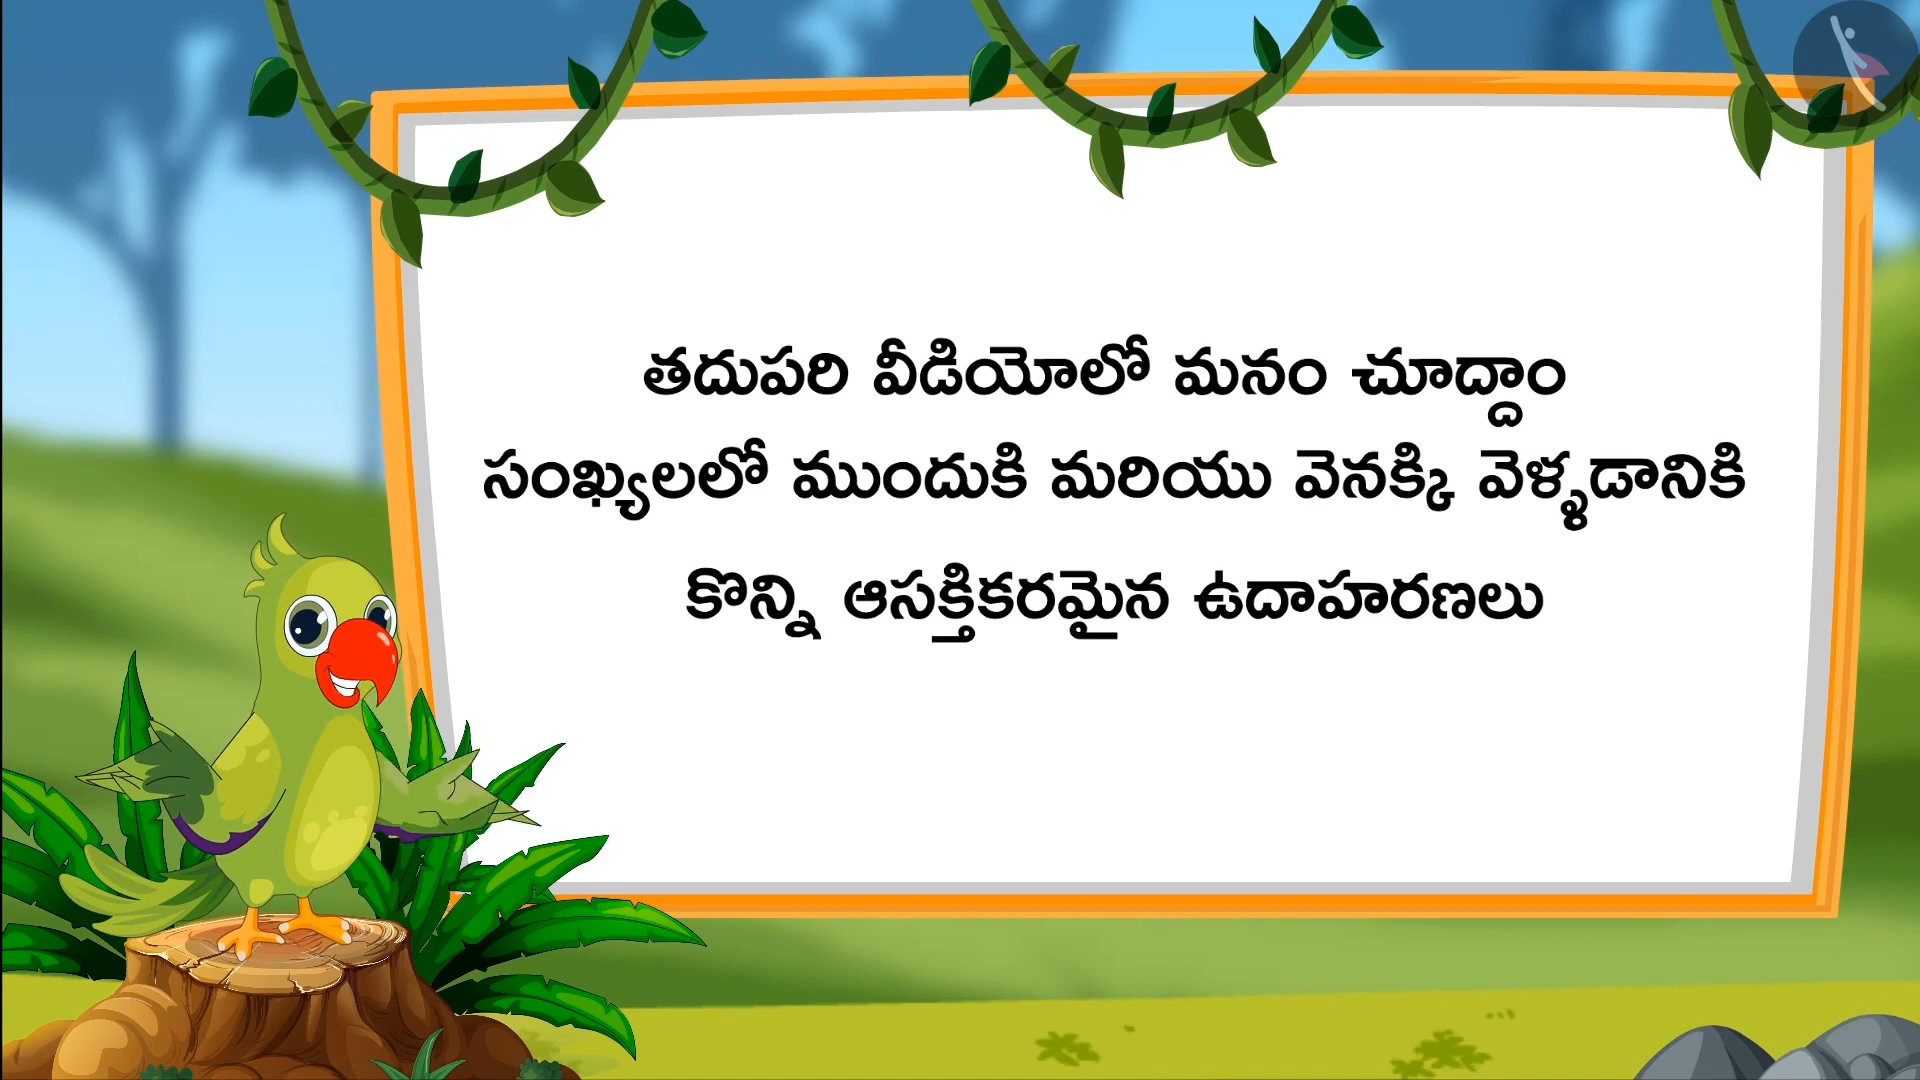 తదుపరి వీడియోలో మనం చూద్దాం
సంఖ్యలలో ముందుకి మరియు వెనక్కి వెళ్ళడానికి
కొన్ని ఆసక్తికరమైన ఉదాహరణలు